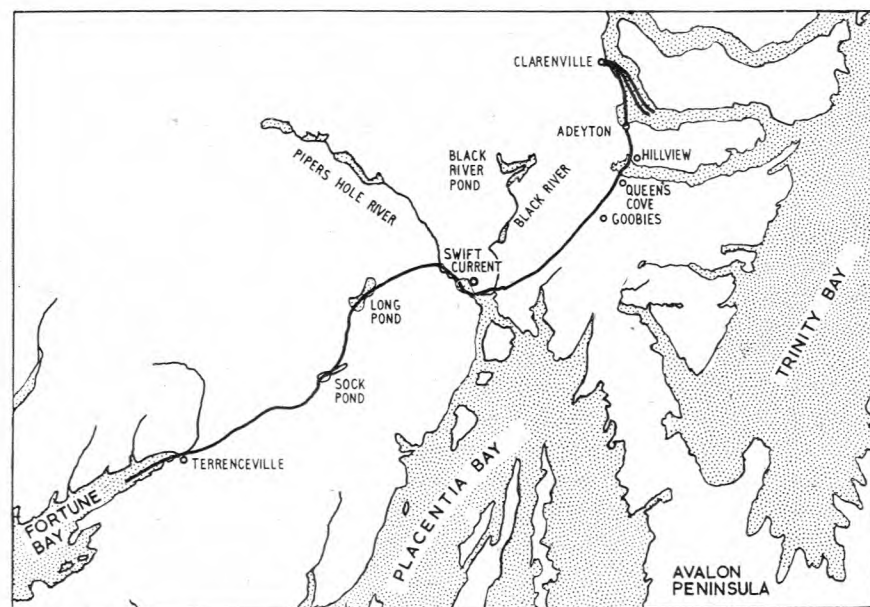 CLARENVILLE
ADEYTON
HILLVIEW
QUEEN'S
COVE
GOOBIES
BLACK
RIVER
POND
BLACK RIVER
PIPERS HOLE RIVER
SWIFT
CURRENT
LONG
POND
SOCK
POND
TERRENCEVILLE
FORTUNE
BAY
PLACENTIA BAY
TRINITY BAY
AVALON
PENINSULA